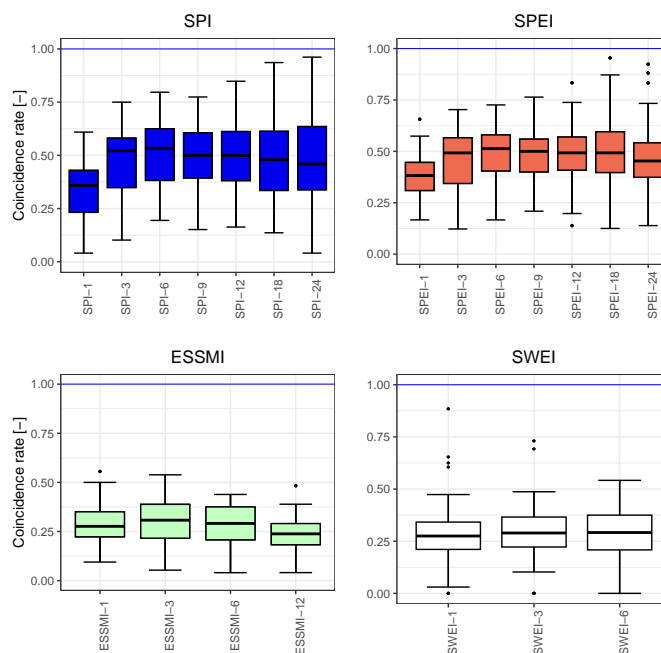 SPI
SPEI
Coincidence rate [−]
1.00
0.75
0.50
0.25
0.00
SPI−1
SPI−3
SPI−6
SPI−9
SPI−12
SPI−18
SPI−24
1.00
0.75
0.50
0.25
0.00
SPEI−1
SPEI−3
SPEI−6
SPEI−9
SPEI−12
SPEI−18
SPEI−24
ESSMI
SWEI
Coincidence rate [−]
1.00
0.75
0.50
0.25
0.00
ESSMI−1
ESSMI−3
ESSMI−6
ESSMI−12
1.00
0.75
0.50
0.25
0.00
SWEI−1
SWEI−3
SWEI−6